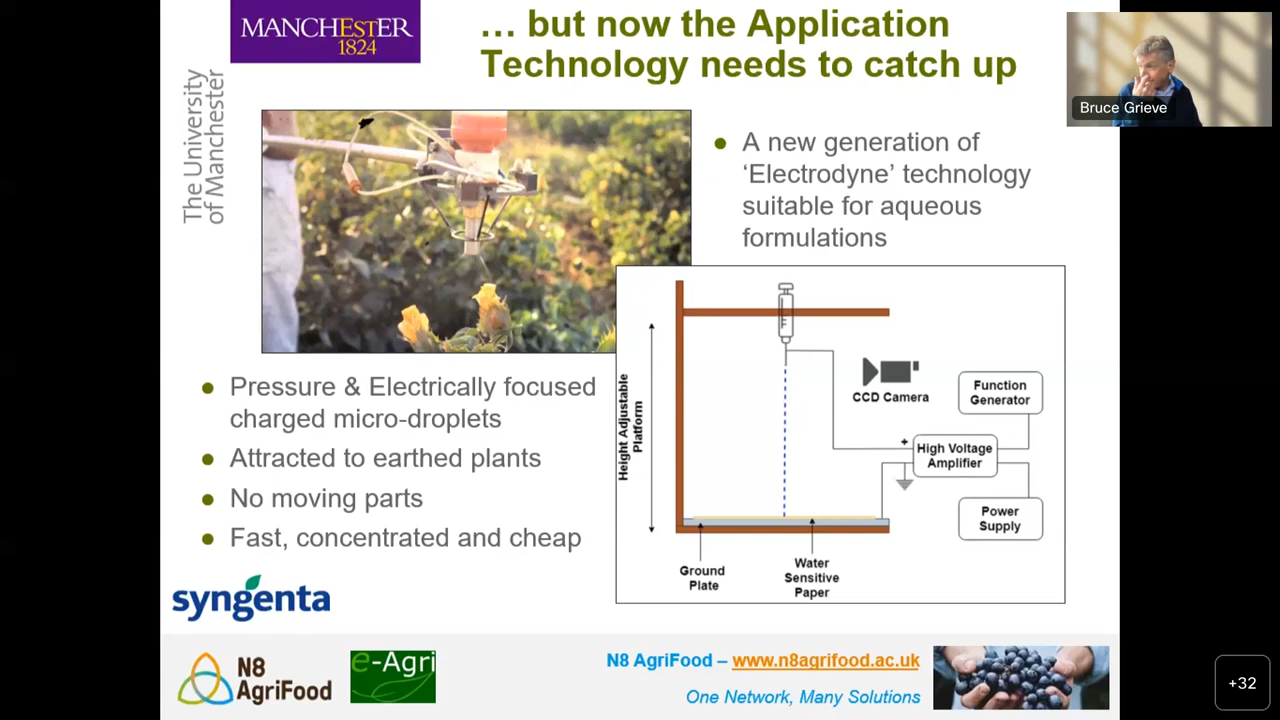 MANCHESTER
1824
The University
of Manchester
… but now the Application
Technology needs to catch up
Bruce Grieve
● A new generation of
‘Electrodyne’ technology
suitable for aqueous
formulations
● Pressure & Electrically focused
charged micro-droplets
● Attracted to earthed plants
● No moving parts
● Fast, concentrated and cheap
Height Adjustable
Platform
CCD Camera
Function
Generator
+
High Voltage
Amplifier
Power
Supply
Ground
Plate
Water
Sensitive
Paper
syngenta
N8
AgriFood
e-Agri
N8 AgriFood – www.n8agrifood.ac.uk
One Network, Many Solutions
+32